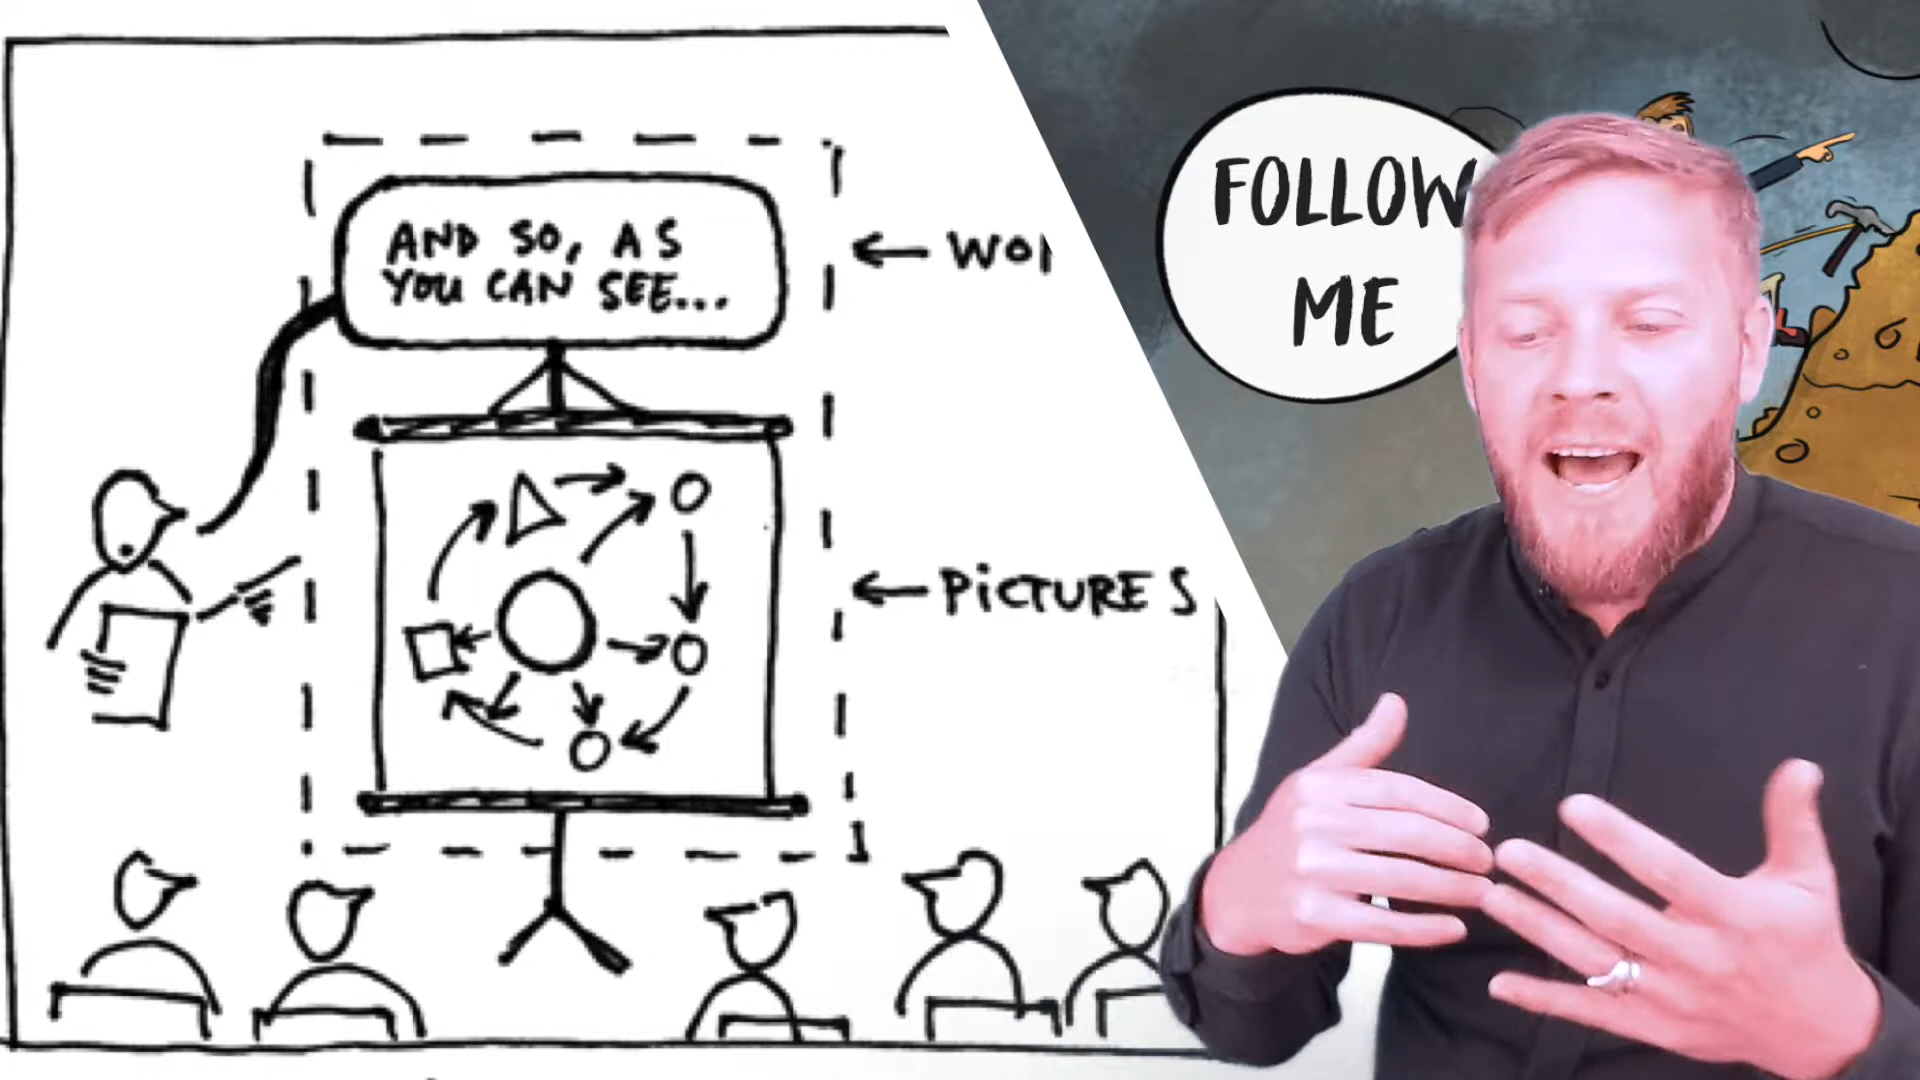 AND SO, AS
YOU CAN SEE...
PiCTURES
FOLLOW
ME